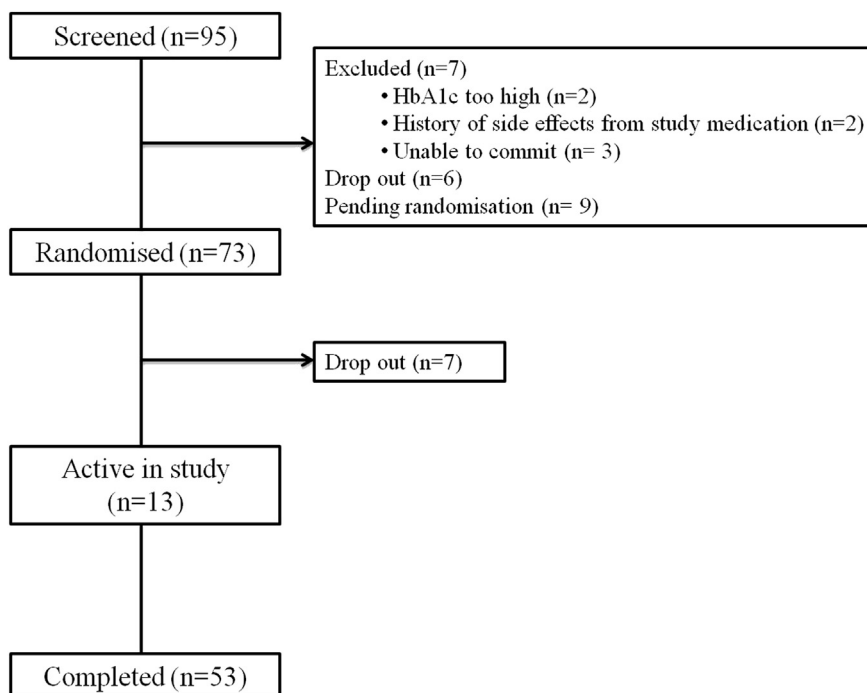 Screened (n=95)
Excluded (n=7)
• HbA1c too high (n=2)
• History of side effects from study medication (n=2)
• Unable to commit (n= 3)
Drop out (n=6)
Pending randomisation (n= 9)
Randomised (n=73)
Drop out (n=7)
Active in study
(n=13)
Completed (n=53)